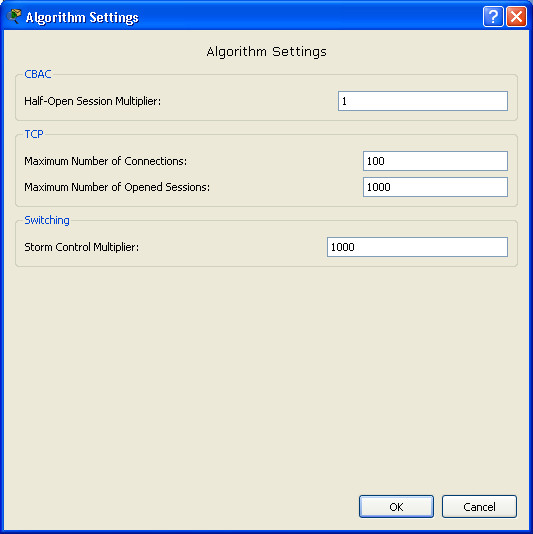 Algorithm Settings
Algorithm Settings
CBAC
Half-Open Session Multiplier: 1
TCP
Maximum Number of Connections: 100
Maximum Number of Opened Sessions: 1000
Switching
Storm Control Multiplier: 1000
OK Cancel